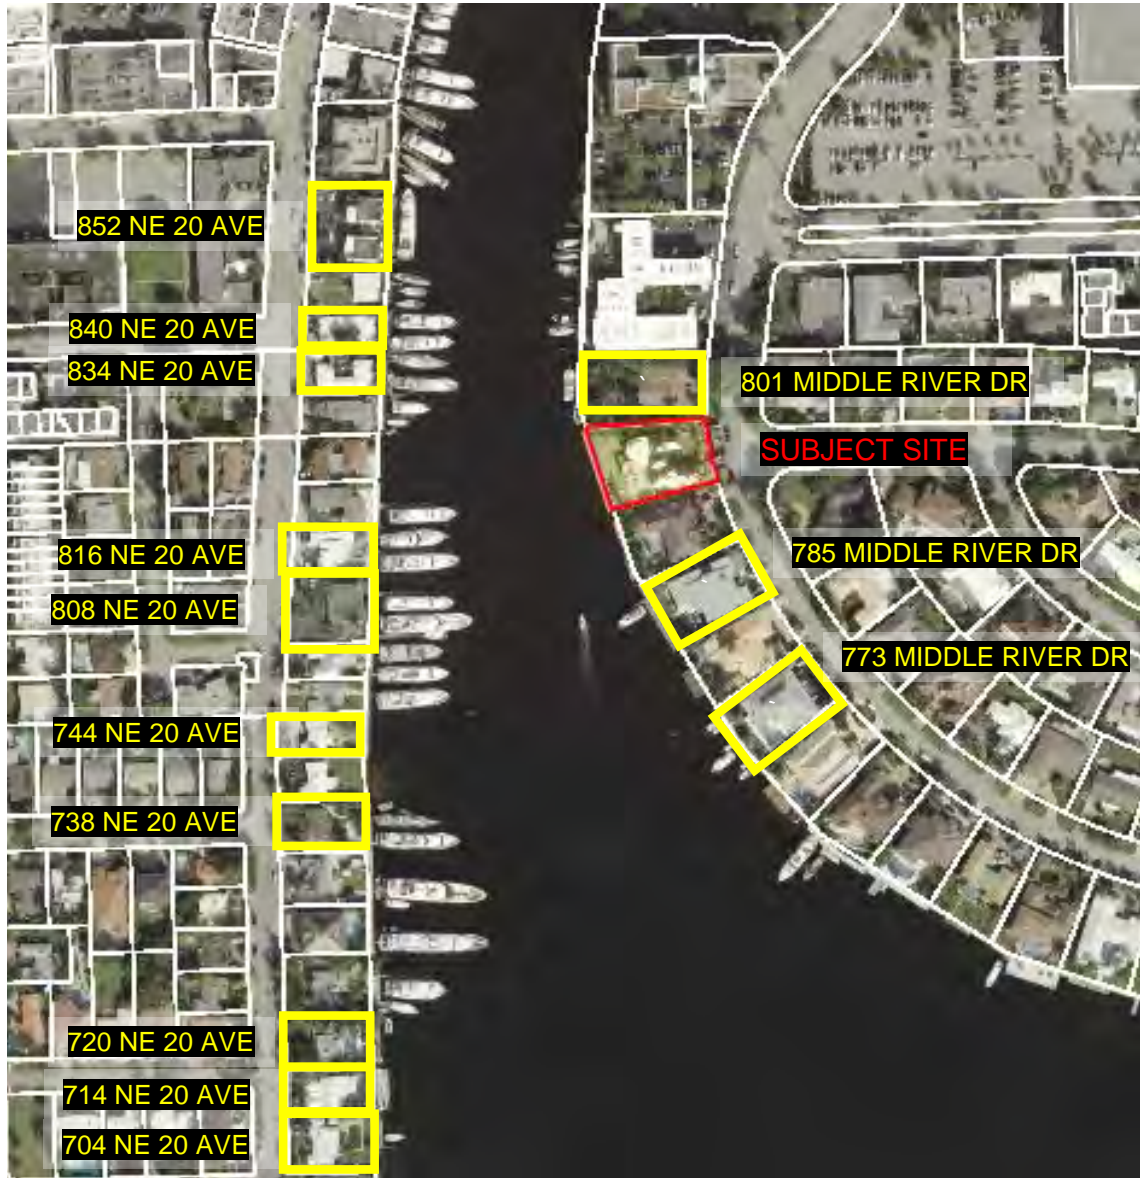 852 NE 20 AVE
840 NE 20 AVE
834 NE 20 AVE
801 MIDDLE RIVER DR
SUBJECT SITE
816 NE 20 AVE
785 MIDDLE RIVER DR
808 NE 20 AVE
773 MIDDLE RIVER DR
744 NE 20 AVE
738 NE 20 AVE
720 NE 20 AVE
714 NE 20 AVE
704 NE 20 AVE